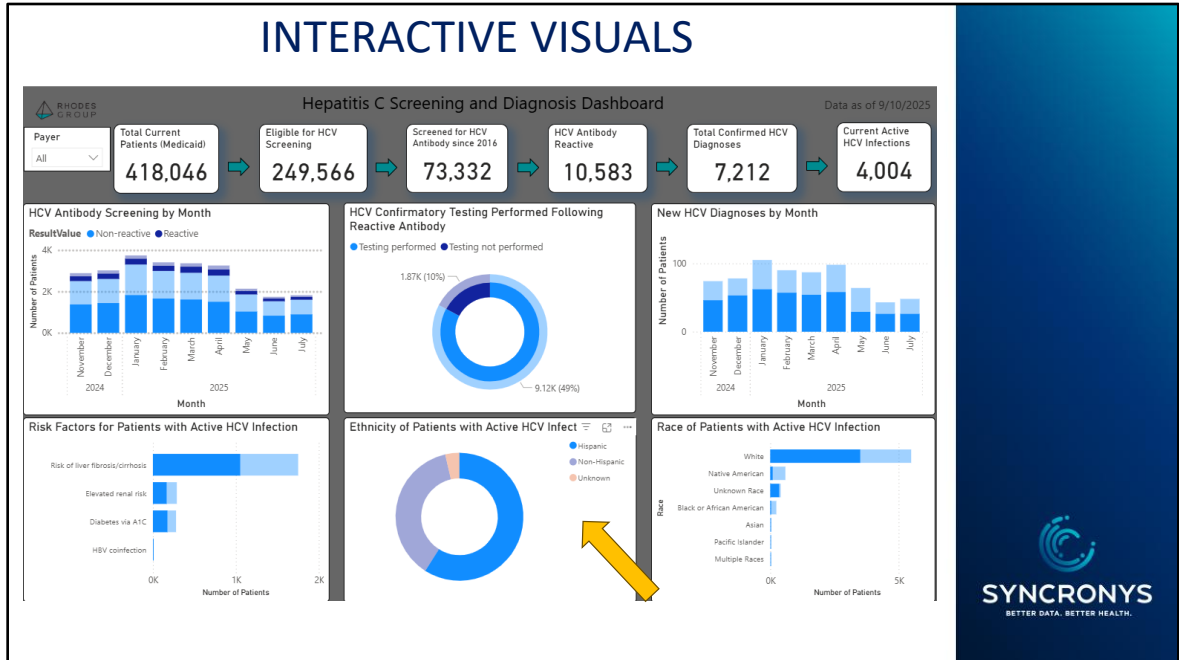 INTERACTIVE VISUALS
RHODES
GROUP
Hepatitis C Screening and Diagnosis Dashboard
Data as of 9/10/2025
Payer
All
Total Current
Patients (Medicaid)
418,046
Eligible for HCV
Screening
249,566
Screened for HCV
Antibody since 2016
73,332
HCV Antibody
Reactive
10,583
Total Confirmed HCV
Diagnoses
7,212
Current Active
HCV Infections
4,004
HCV Antibody Screening by Month
ResultValue Non-reactive Reactive
Number of Patients
4K
2K
0K
November
December
January
February
March
April
May
June
July
2024
2025
Month
HCV Confirmatory Testing Performed Following
Reactive Antibody
Testing performed Testing not performed
1.87K (10%)
9.12K (49%)
New HCV Diagnoses by Month
Number of Patients
100
0
November
December
January
February
March
April
May
June
July
2024
2025
Month
Risk Factors for Patients with Active HCV Infection
Risk of liver fibrosis/cirrhosis
Elevated renal risk
Diabetes via A1C
HBV coinfection
0K
1K
2K
Number of Patients
Ethnicity of Patients with Active HCV Infect
Hispanic
Non-Hispanic
Unknown
Race of Patients with Active HCV Infection
Race
White
Native American
Unknown Race
Black or African American
Asian
Pacific Islander
Multiple Races
0K
5K
Number of Patients
SYNCRONYS
BETTER DATA. BETTER HEALTH.